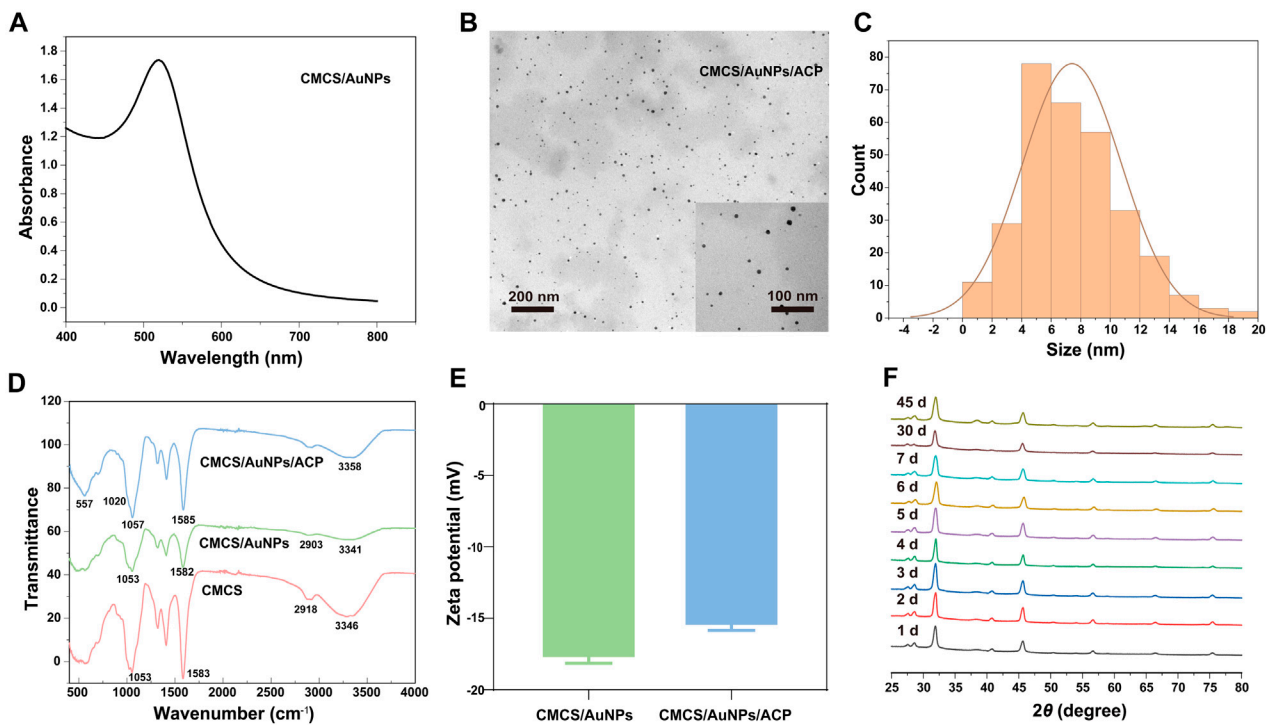 A
CMCS/AuNPs
1.8
1.6
1.4
1.2
1.0
0.8
0.6
0.4
0.2
0.0
Absorbance
400
500
600
700
800
Wavelength (nm)
B
CMCS/AuNPs/ACP
200 nm
100 nm
C
80
70
60
50
40
30
20
10
0
Count
-4
-2
0
2
4
6
8
10
12
14
16
18
20
Size (nm)
D
120
100
80
60
40
20
0
Transmittance
CMCS/AuNPs/ACP
557
1020
1057
1585
3358
CMCS/AuNPs
1053
1582
2903
3341
CMCS
1053
1583
2918
3346
500
1000
1500
2000
2500
3000
3500
4000
Wavenumber (cm⁻¹)
E
0
-5
-10
-15
-20
Zeta potential (mV)
CMCS/AuNPs
CMCS/AuNPs/ACP
F
45 d
30 d
7 d
6 d
5 d
4 d
3 d
2 d
1 d
25
30
35
40
45
50
55
60
65
70
75
80
2θ (degree)